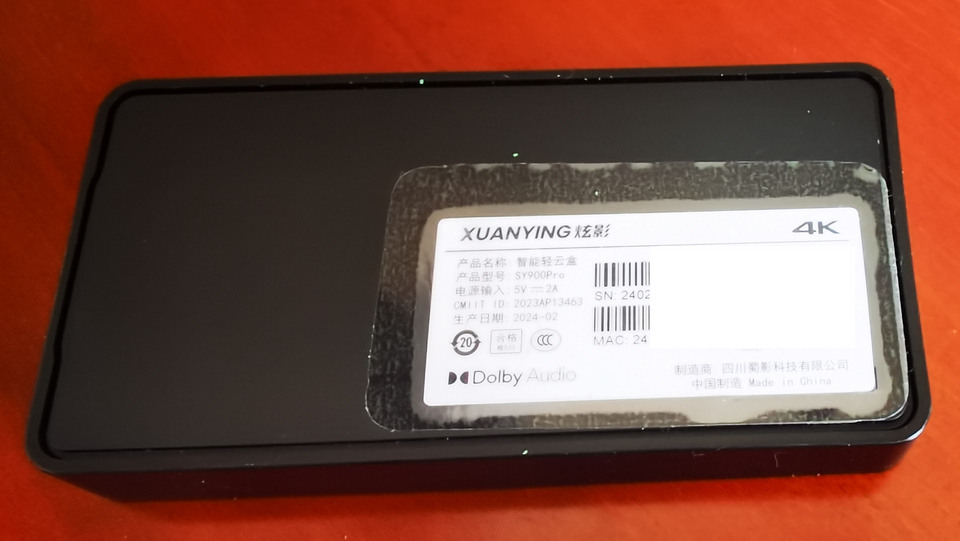 XUANYING 炫影
4K
产品名称: 智能轻云盒
产品型号: SY900Pro
电源输入: 5V ⎓ 2A
CMIIT ID: 2023AP13463
生产日期: 2024-02
SN: 2402
MAC: 24
20
合格
CCC
Dolby Audio
制造商 四川蜀影科技有限公司
中国制造 Made in China